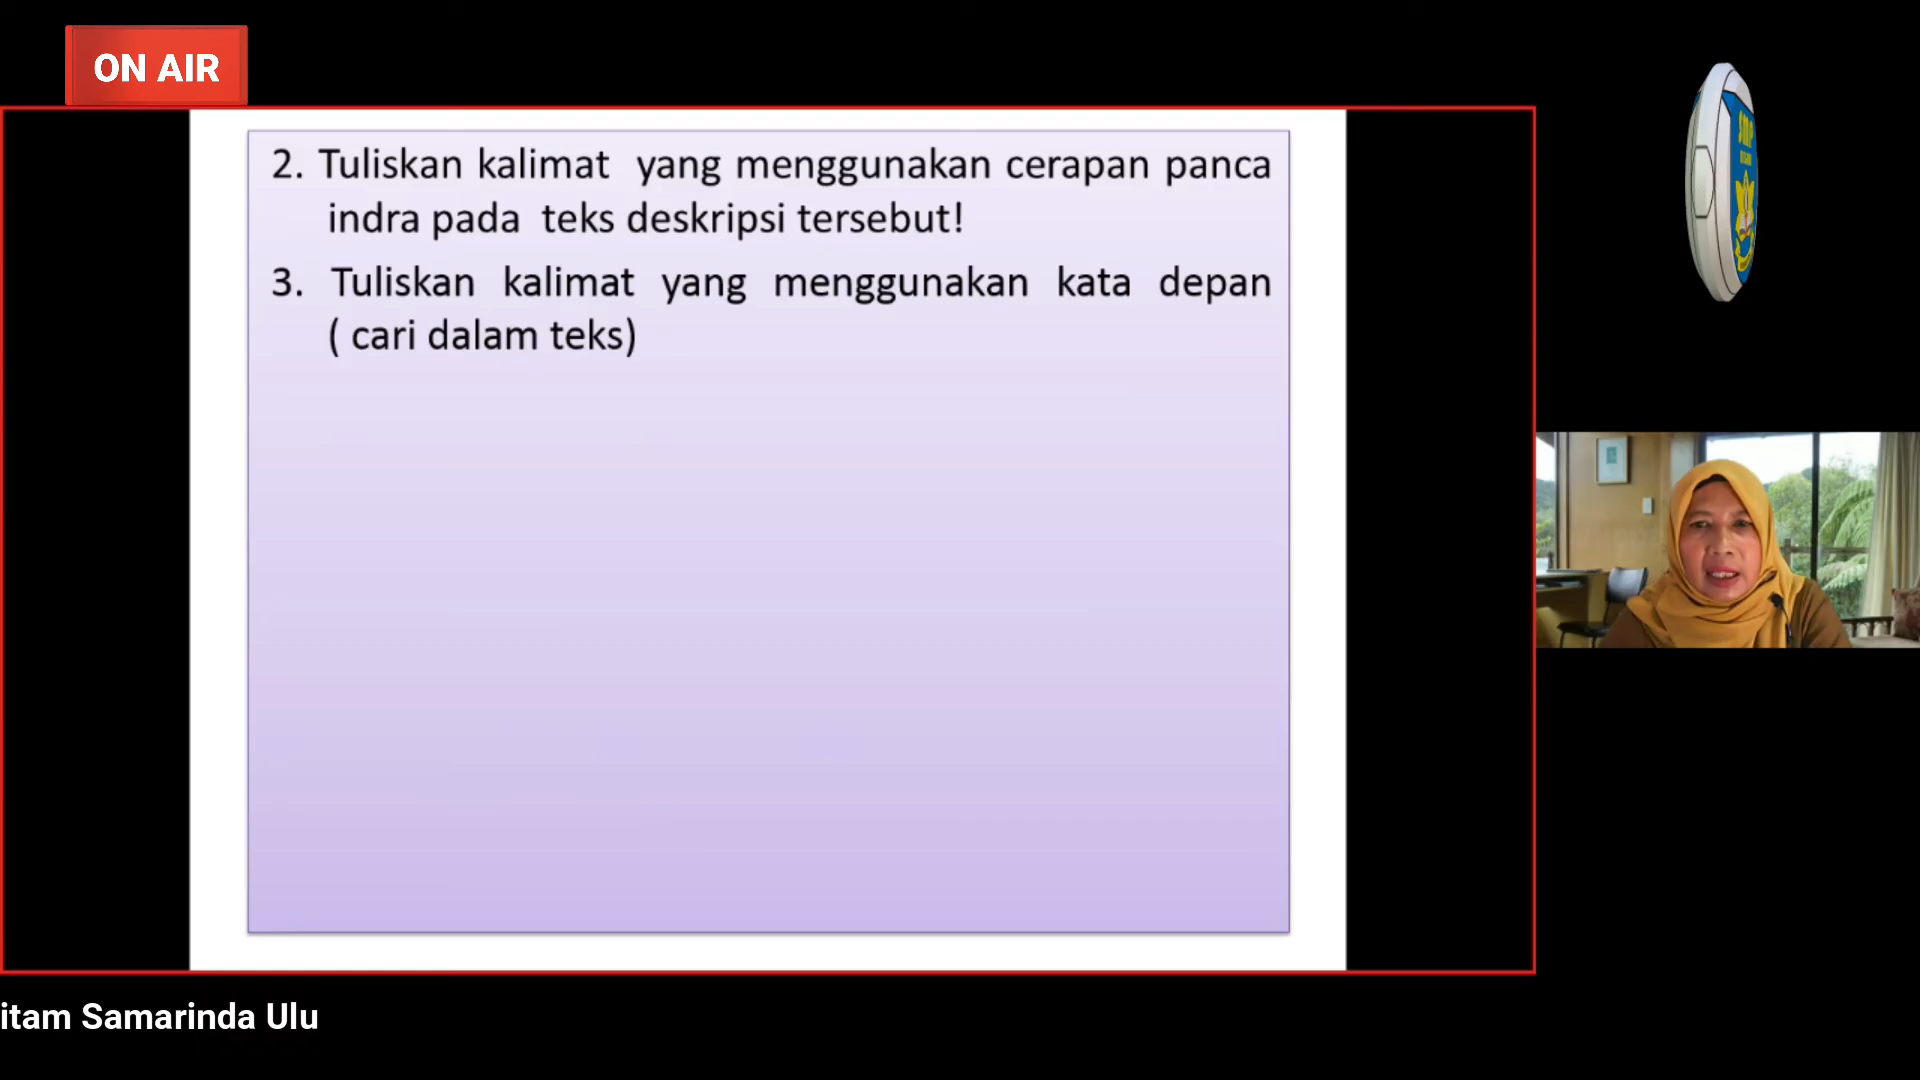 ON AIR
2. Tuliskan kalimat yang menggunakan cerapan panca
indra pada teks deskripsi tersebut!
3. Tuliskan kalimat yang menggunakan kata depan
( cari dalam teks)
SMP
itam Samarinda Ulu